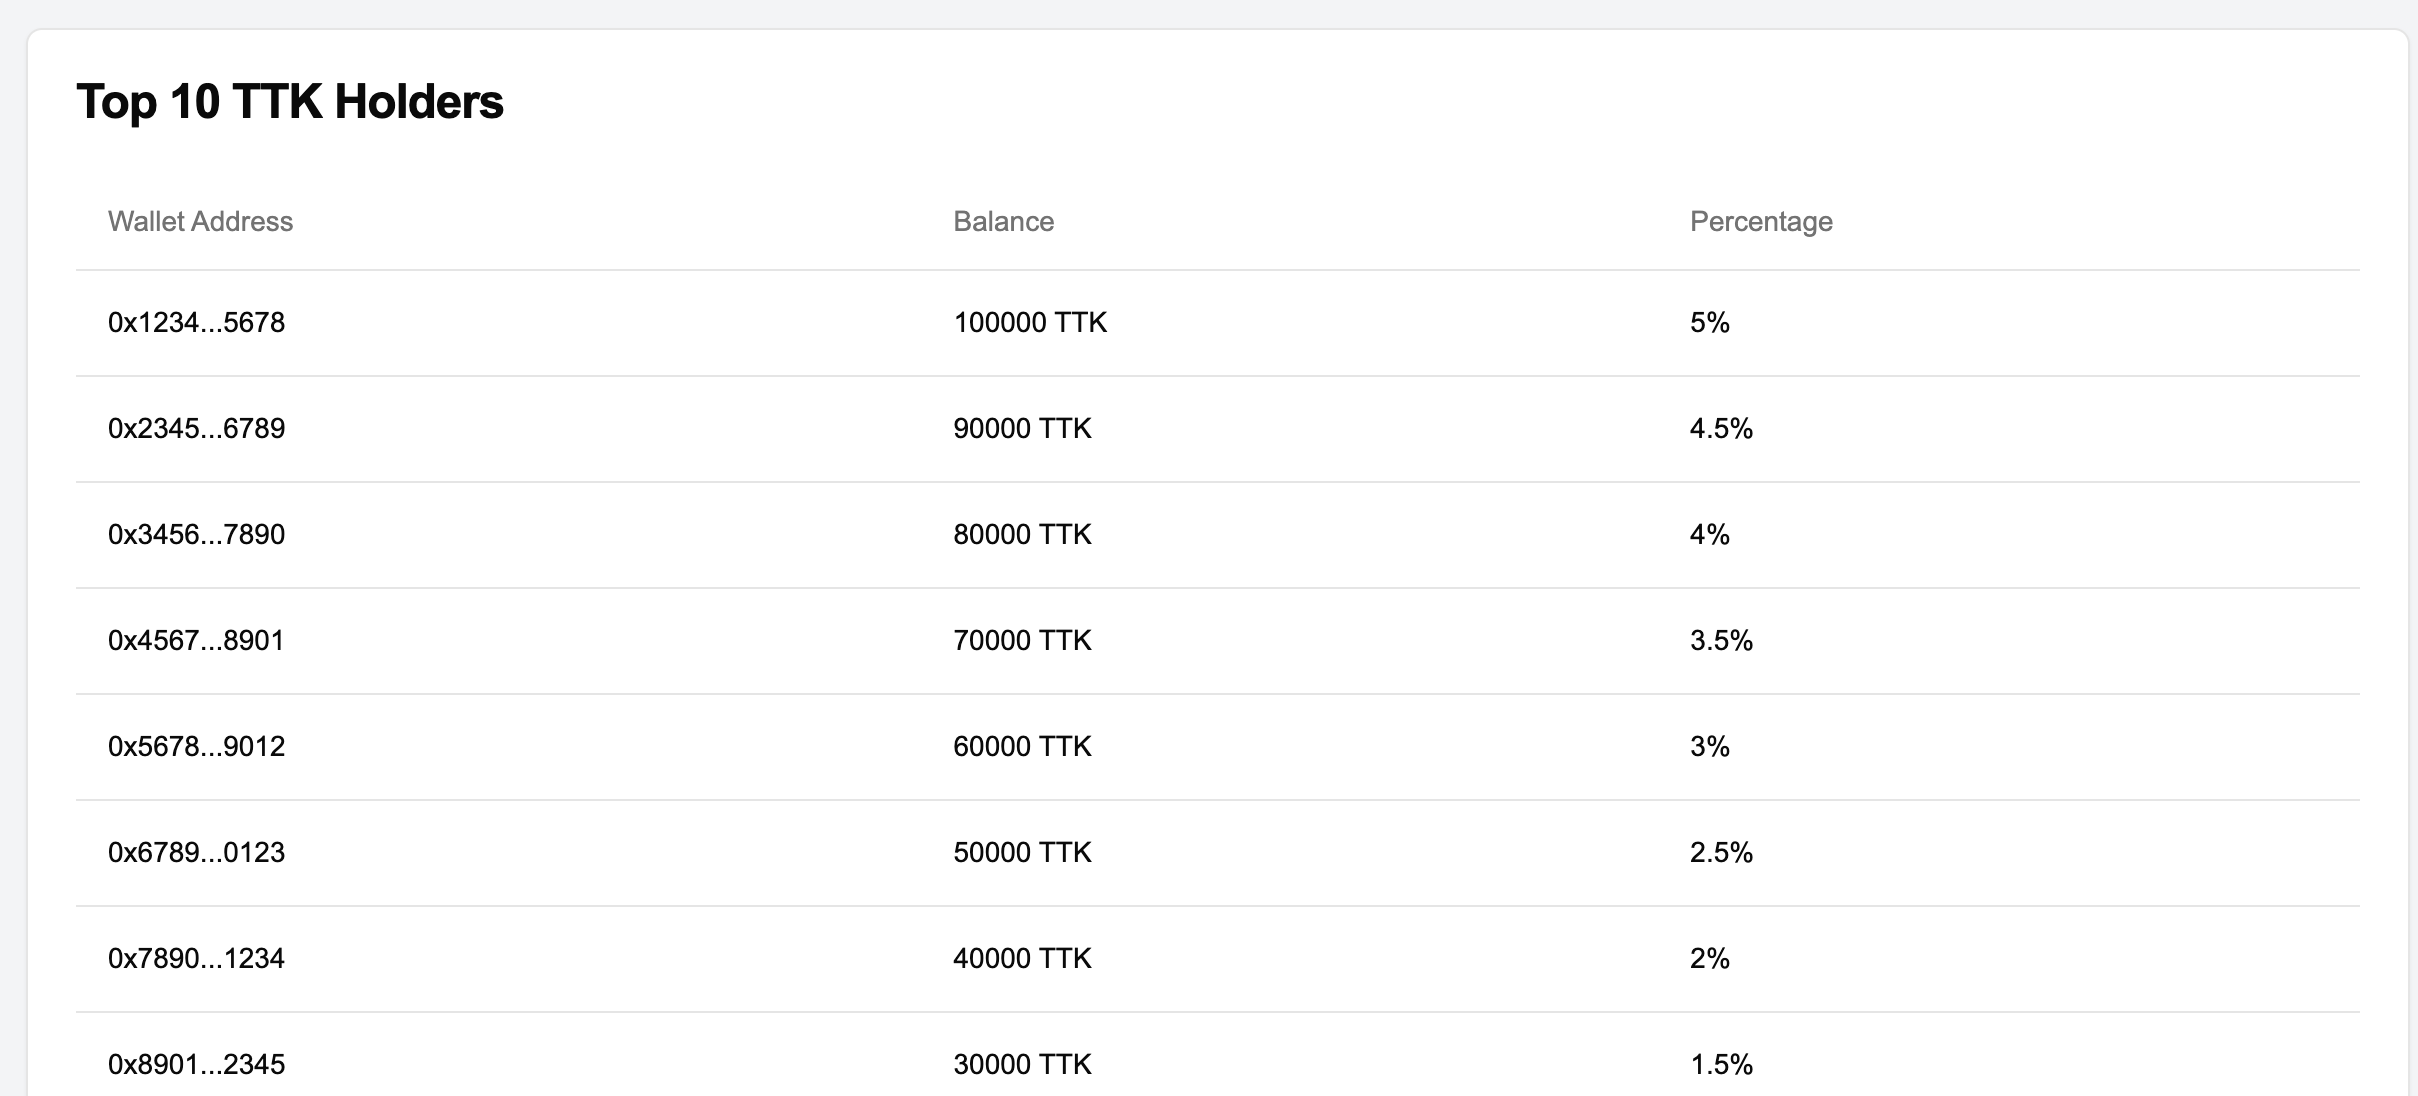 Top 10 TTK Holders
Wallet Address Balance Percentage
0x1234...5678 100000 TTK 5%
0x2345...6789 90000 TTK 4.5%
0x3456...7890 80000 TTK 4%
0x4567...8901 70000 TTK 3.5%
0x5678...9012 60000 TTK 3%
0x6789...0123 50000 TTK 2.5%
0x7890...1234 40000 TTK 2%
0x8901...2345 30000 TTK 1.5%